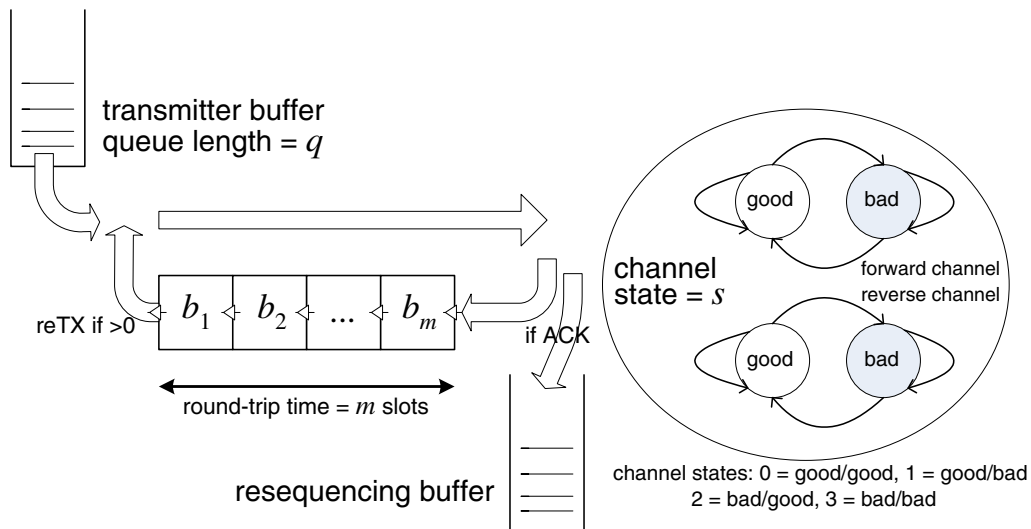 transmitter buffer
queue length = q
reTX if >0
b1 b2 ... bm
if ACK
round-trip time = m slots
resequencing buffer
good bad
channel
state = s
forward channel
reverse channel
good bad
channel states: 0 = good/good, 1 = good/bad
2 = bad/good, 3 = bad/bad